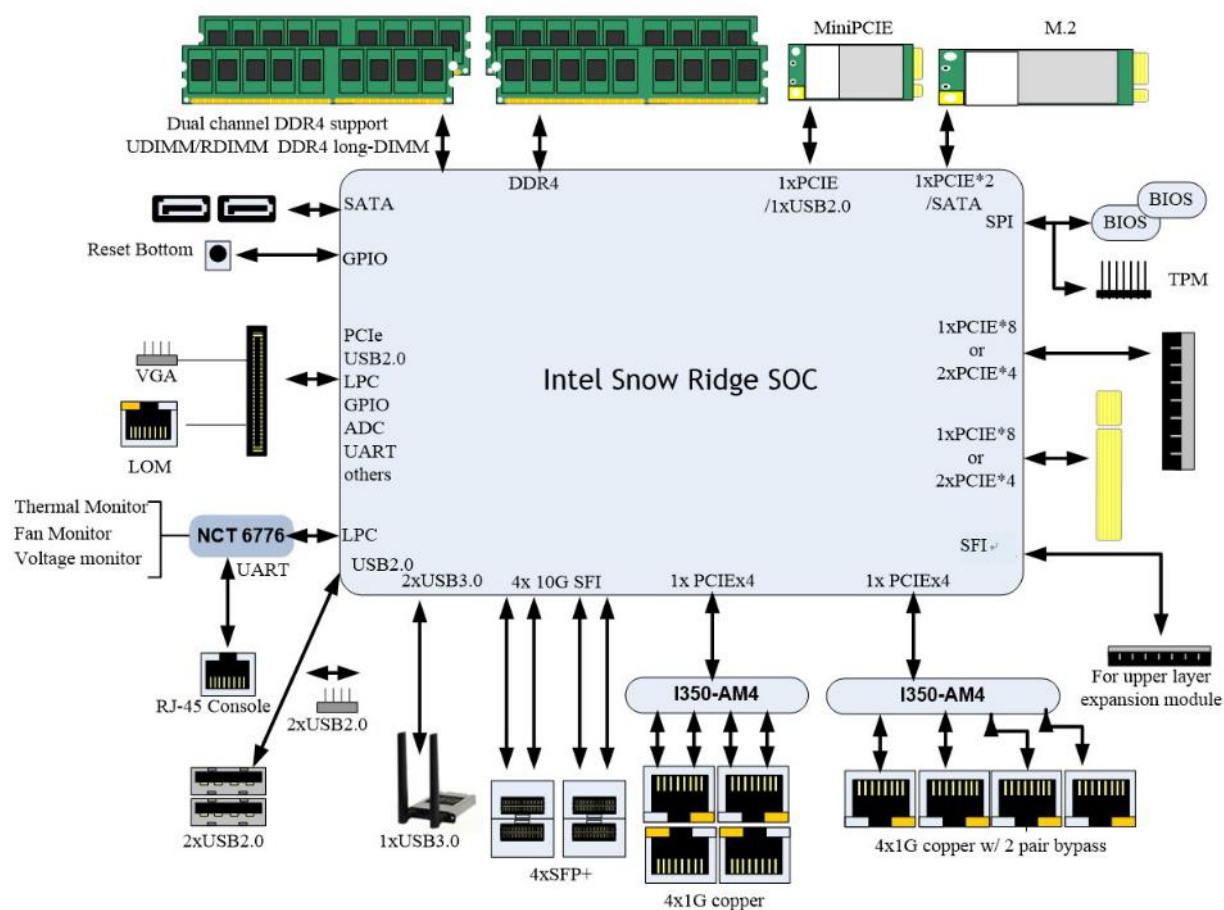 MiniPCIE
M.2
Dual channel DDR4 support
UDIMM/RDIMM DDR4 long-DIMM
DDR4
1xPCIE
/1xUSB2.0
1xPCIE*2
/SATA
SATA
SPI
BIOS
BIOS
Reset Bottom
GPIO
TPM
PCIe
USB2.0
LPC
GPIO
ADC
UART
others
VGA
LOM
Intel Snow Ridge SOC
1xPCIE*8
or
2xPCIE*4
1xPCIE*8
or
2xPCIE*4
Thermal Monitor
Fan Monitor
Voltage monitor
NCT 6776
UART
LPC
USB2.0
SFI
2xUSB3.0
4x 10G SFI
1x PCIEx4
1x PCIEx4
RJ-45 Console
2xUSB2.0
I350-AM4
I350-AM4
For upper layer
expansion module
2xUSB2.0
1xUSB3.0
4xSFP+
4x1G copper
4x1G copper w/ 2 pair bypass